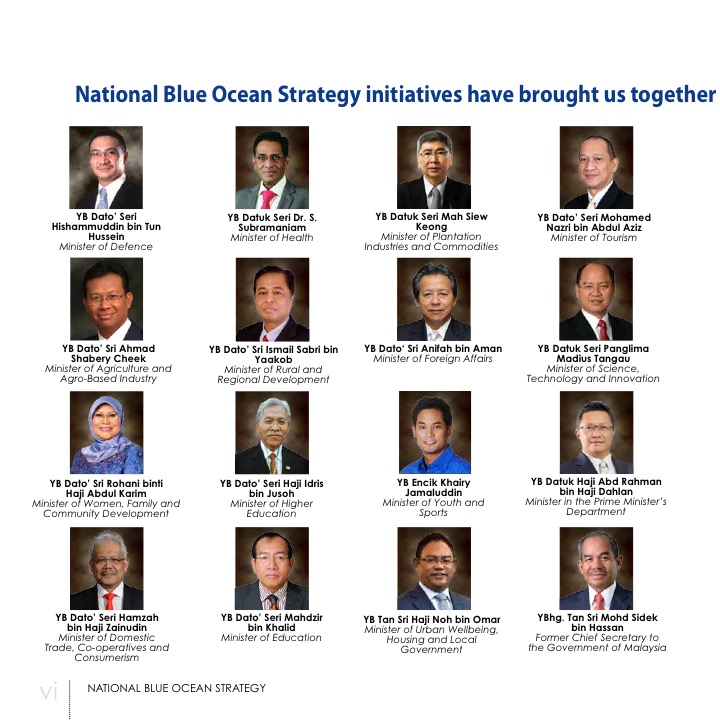 National Blue Ocean Strategy initiatives have brought us together
YB Dato’ Seri
Hishammuddin bin Tun
Hussein
Minister of Defence
YB Datuk Seri Dr. S.
Subramaniam
Minister of Health
YB Datuk Seri Mah Siew
Keong
Minister of Plantation
Industries and Commodities
YB Dato’ Seri Mohamed
Nazri bin Abdul Aziz
Minister of Tourism
YB Dato’ Sri Ahmad
Shabery Cheek
Minister of Agriculture and
Agro-Based Industry
YB Dato’ Sri Ismail Sabri bin
Yaakob
Minister of Rural and
Regional Development
YB Dato‘ Sri Anifah bin Aman
Minister of Foreign Affairs
YB Datuk Seri Panglima
Madius Tangau
Minister of Science,
Technology and Innovation
YB Dato’ Sri Rohani binti
Haji Abdul Karim
Minister of Women, Family and
Community Development
YB Dato’ Seri Haji Idris
bin Jusoh
Minister of Higher
Education
YB Encik Khairy
Jamaluddin
Minister of Youth and
Sports
YB Datuk Haji Abd Rahman
bin Haji Dahlan
Minister in the Prime Minister’s
Department
YB Dato’ Seri Hamzah
bin Haji Zainudin
Minister of Domestic
Trade, Co-operatives and
Consumerism
YB Dato’ Seri Mahdzir
bin Khalid
Minister of Education
YB Tan Sri Haji Noh bin Omar
Minister of Urban Wellbeing,
Housing and Local
Government
YBhg. Tan Sri Mohd Sidek
bin Hassan
Former Chief Secretary to
the Government of Malaysia
vi
NATIONAL BLUE OCEAN STRATEGY